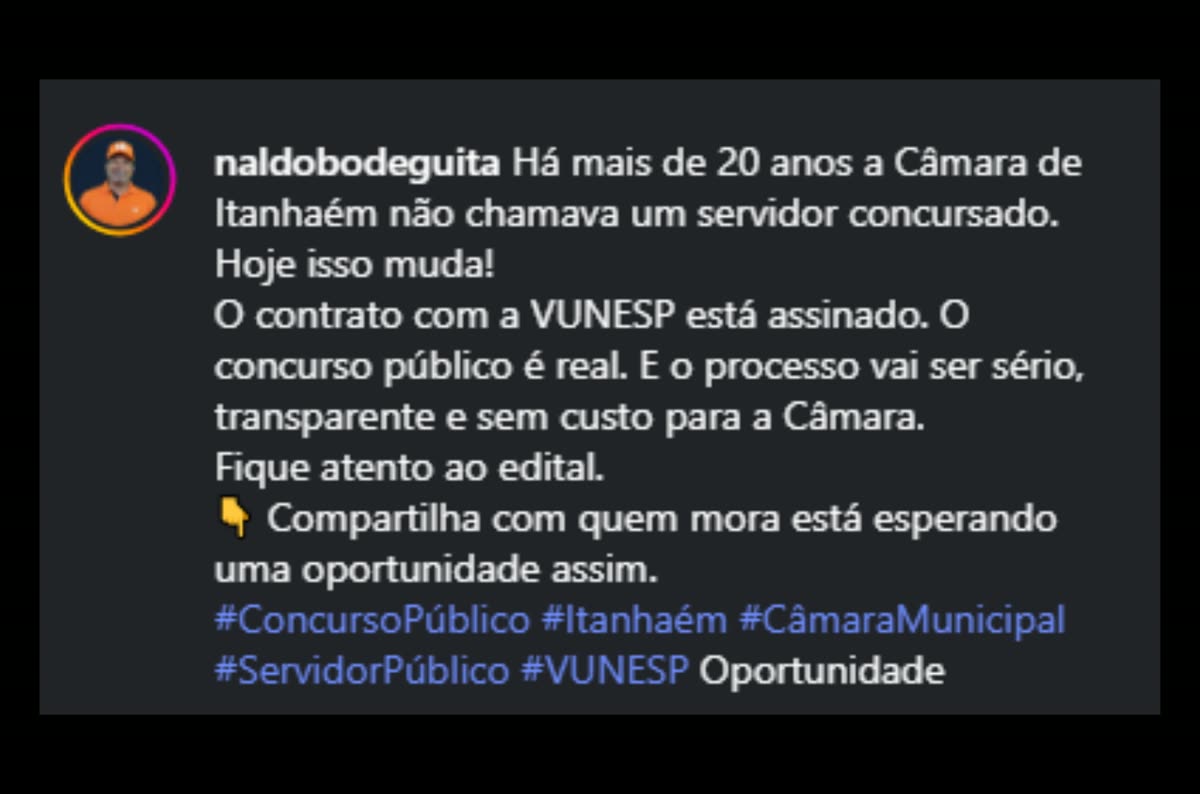 naldobodeguita Há mais de 20 anos a Câmara de
Itanhaém não chamava um servidor concursado.
Hoje isso muda!
O contrato com a VUNESP está assinado. O
concurso público é real. E o processo vai ser sério,
transparente e sem custo para a Câmara.
Fique atento ao edital.
👇 Compartilha com quem mora está esperando
uma oportunidade assim.
#ConcursoPúblico #Itanhaém #CâmaraMunicipal
#ServidorPúblico #VUNESP Oportunidade